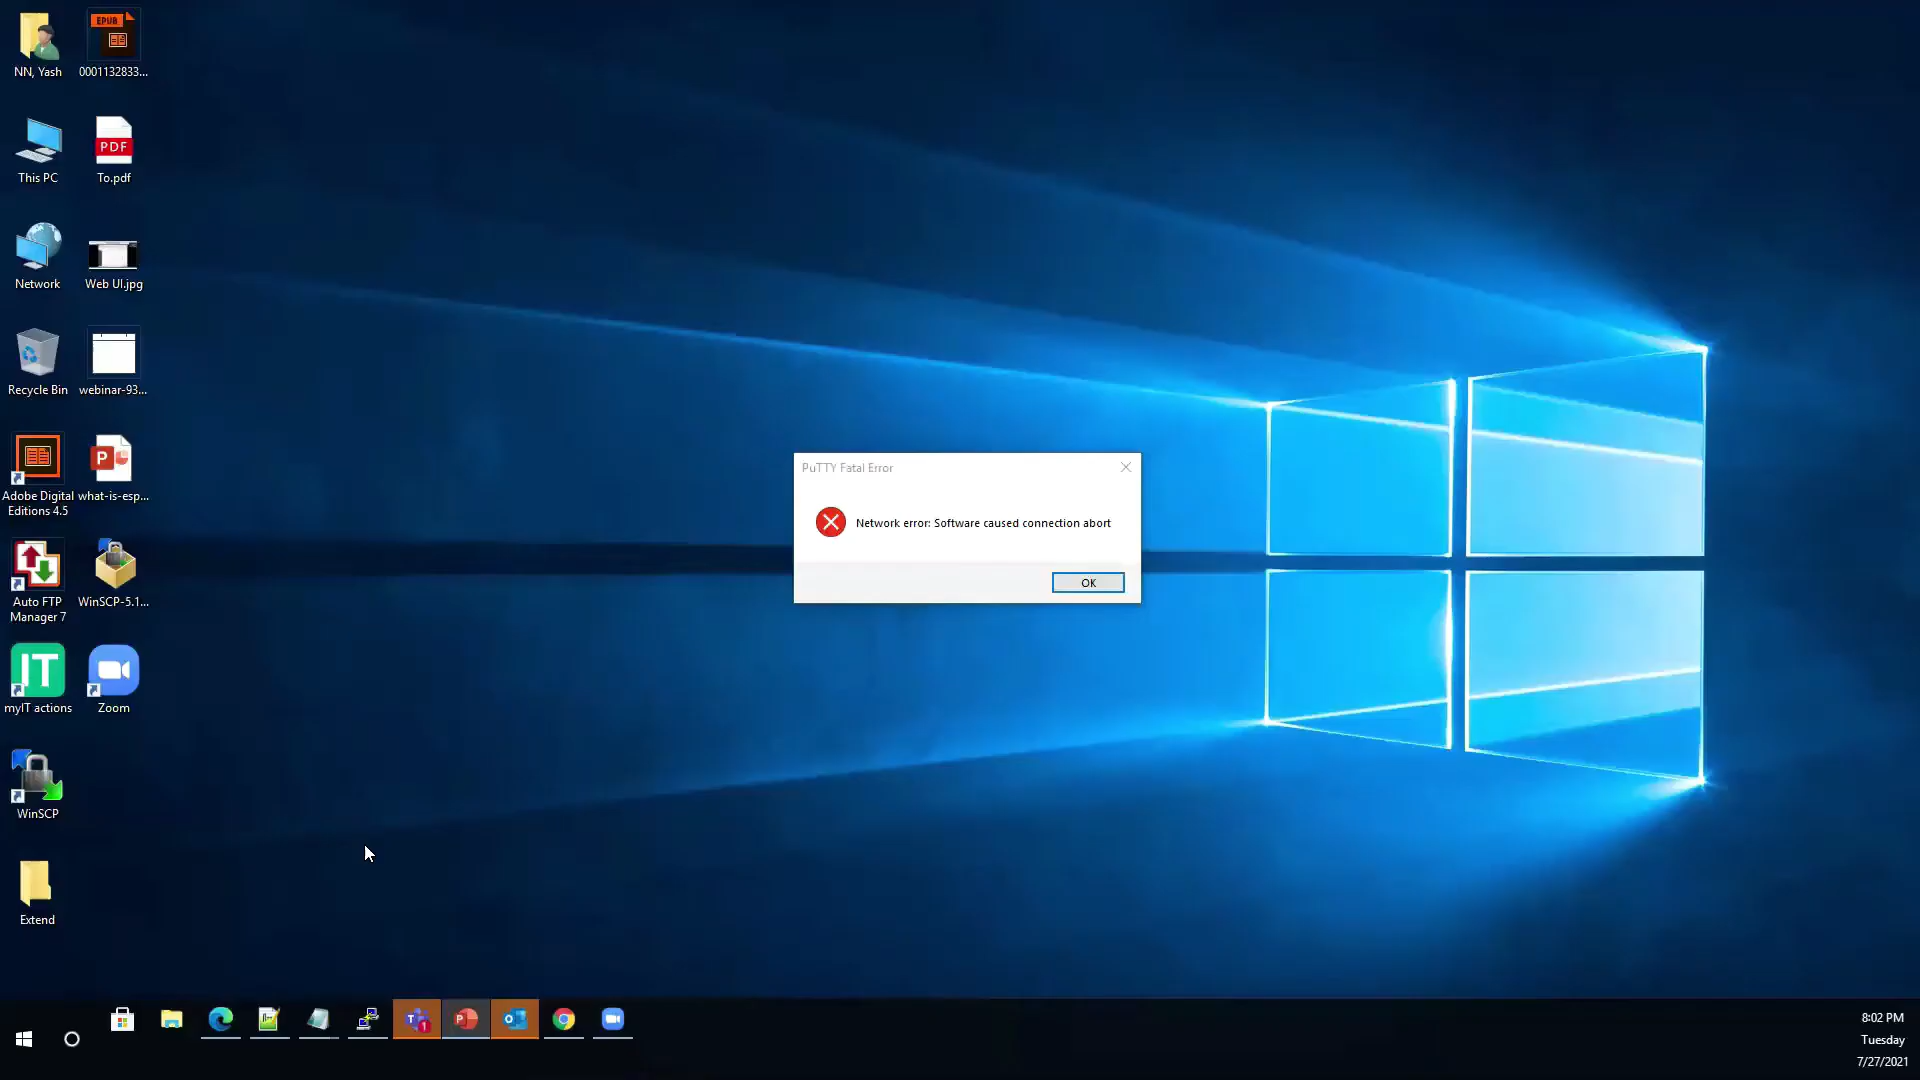 NN, Yash
0001132833...
EPUB
This PC
To.pdf
PDF
Network
Web UI.jpg
Recycle Bin
webinar-93...
Adobe Digital
Editions 4.5
what-is-esp...
P
Auto FTP
Manager 7
WinSCP-5.1...
IT
myIT actions
Zoom
WinSCP
Extend
PuTTY Fatal Error
Network error: Software caused connection abort
OK
T
1
P
O
8:02 PM
Tuesday
7/27/2021